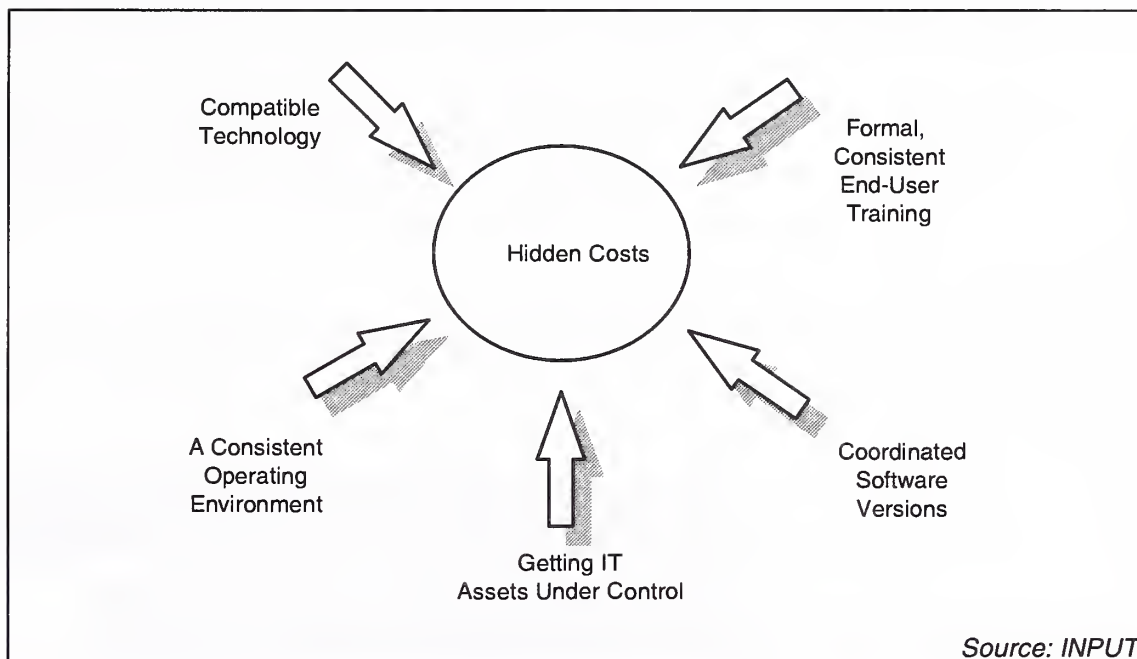 Compatible
Technology
Formal,
Consistent
End-User
Training
Hidden Costs
A Consistent
Operating
Environment
Coordinated
Software
Versions
Getting IT
Assets Under Control
Source: INPUT